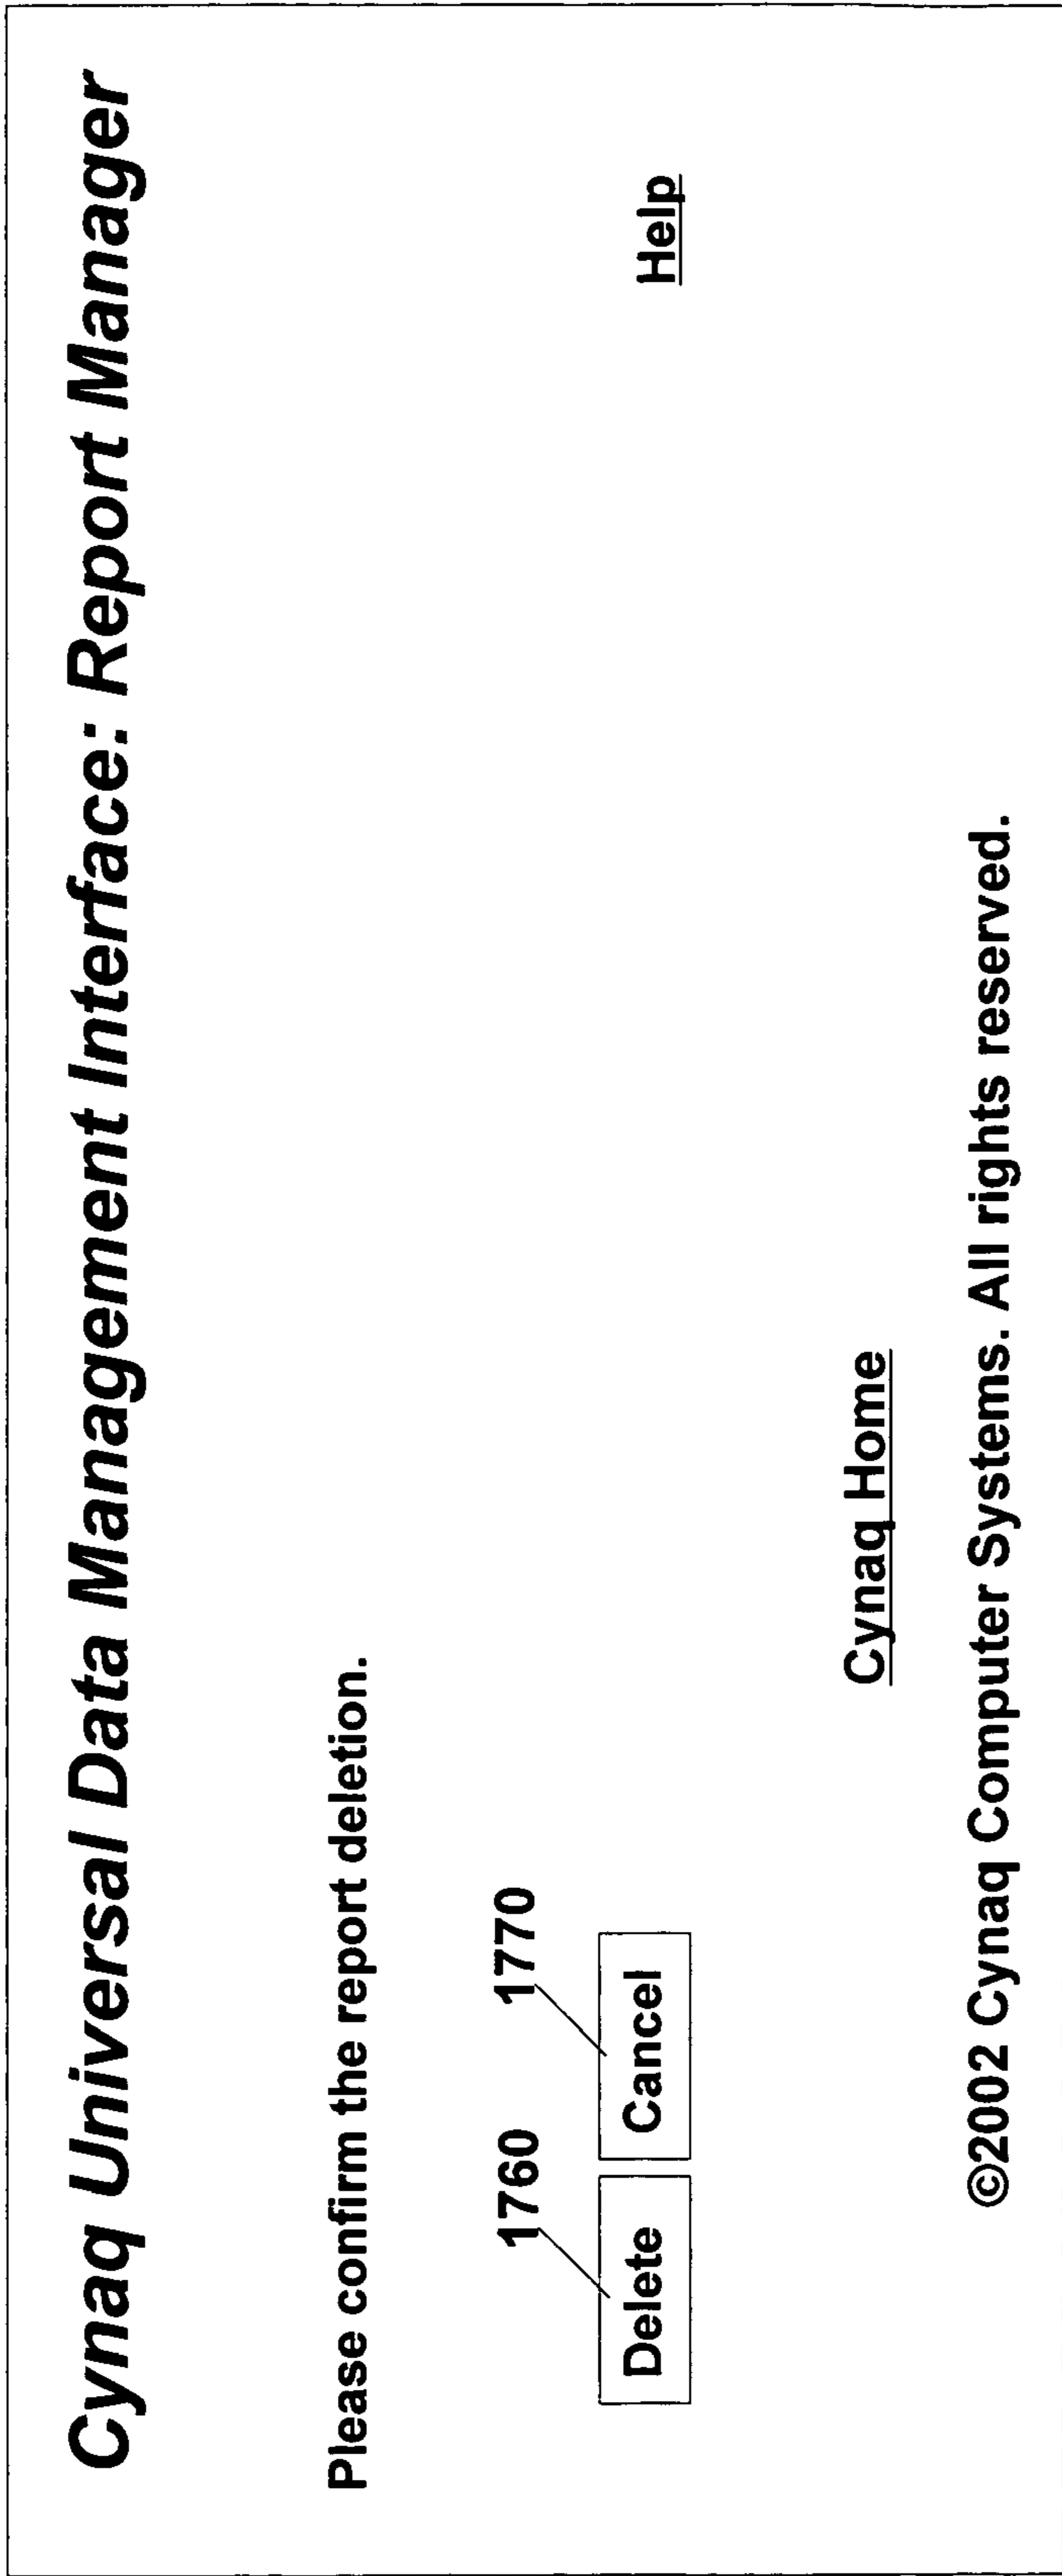 Cynaq Universal Data Management Interface: Report Manager
Please confirm the report deletion.
1760 1770
Delete Cancel
Help
Cynaq Home
©2002 Cynaq Computer Systems. All rights reserved.